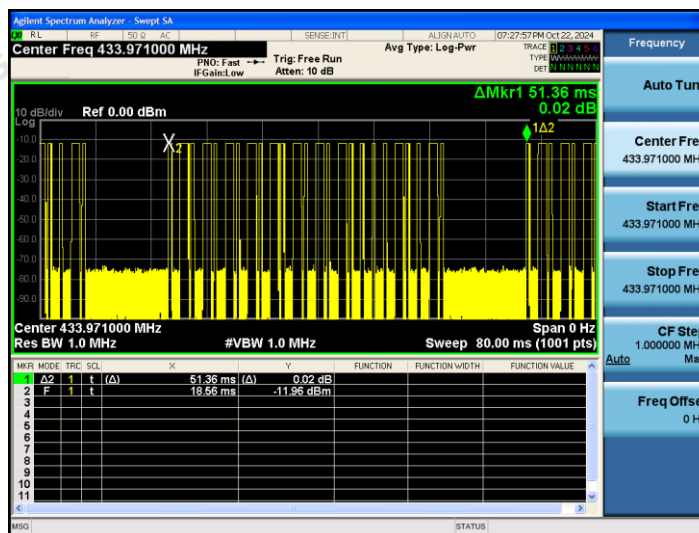 Agilent Spectrum Analyzer - Swept SA
RL RF 50 Ω AC SENSE:INT ALIGN AUTO 07:27:57 PM Oct 22, 2024
Center Freq 433.971000 MHz
Avg Type: Log-Pwr
TRACE 1 2 3 4 5 6
TYPE
DET N N N N N N
PNO: Fast
IFGain:Low
Trig: Free Run
Atten: 10 dB
Frequency
ΔMkr1 51.36 ms
0.02 dB
10 dB/div Ref 0.00 dBm
Log
-10.0
-20.0
-30.0
-40.0
-50.0
-60.0
-70.0
-80.0
-90.0
X2
1Δ2
Center 433.971000 MHz Span 0 Hz
Res BW 1.0 MHz #VBW 1.0 MHz Sweep 80.00 ms (1001 pts)
MKR MODE TRC SCL X Y FUNCTION FUNCTION WIDTH FUNCTION VALUE
1 Δ2 1 t (Δ) 51.36 ms (Δ) 0.02 dB
2 F 1 t 18.56 ms -11.96 dBm
3
4
5
6
7
8
9
10
11
MSG STATUS
Auto Tun
Center Fre
433.971000 MH
Start Fre
433.971000 MH
Stop Fre
433.971000 MH
CF Ste
1.000000 MH
Auto Ma
Freq Offse
0 H